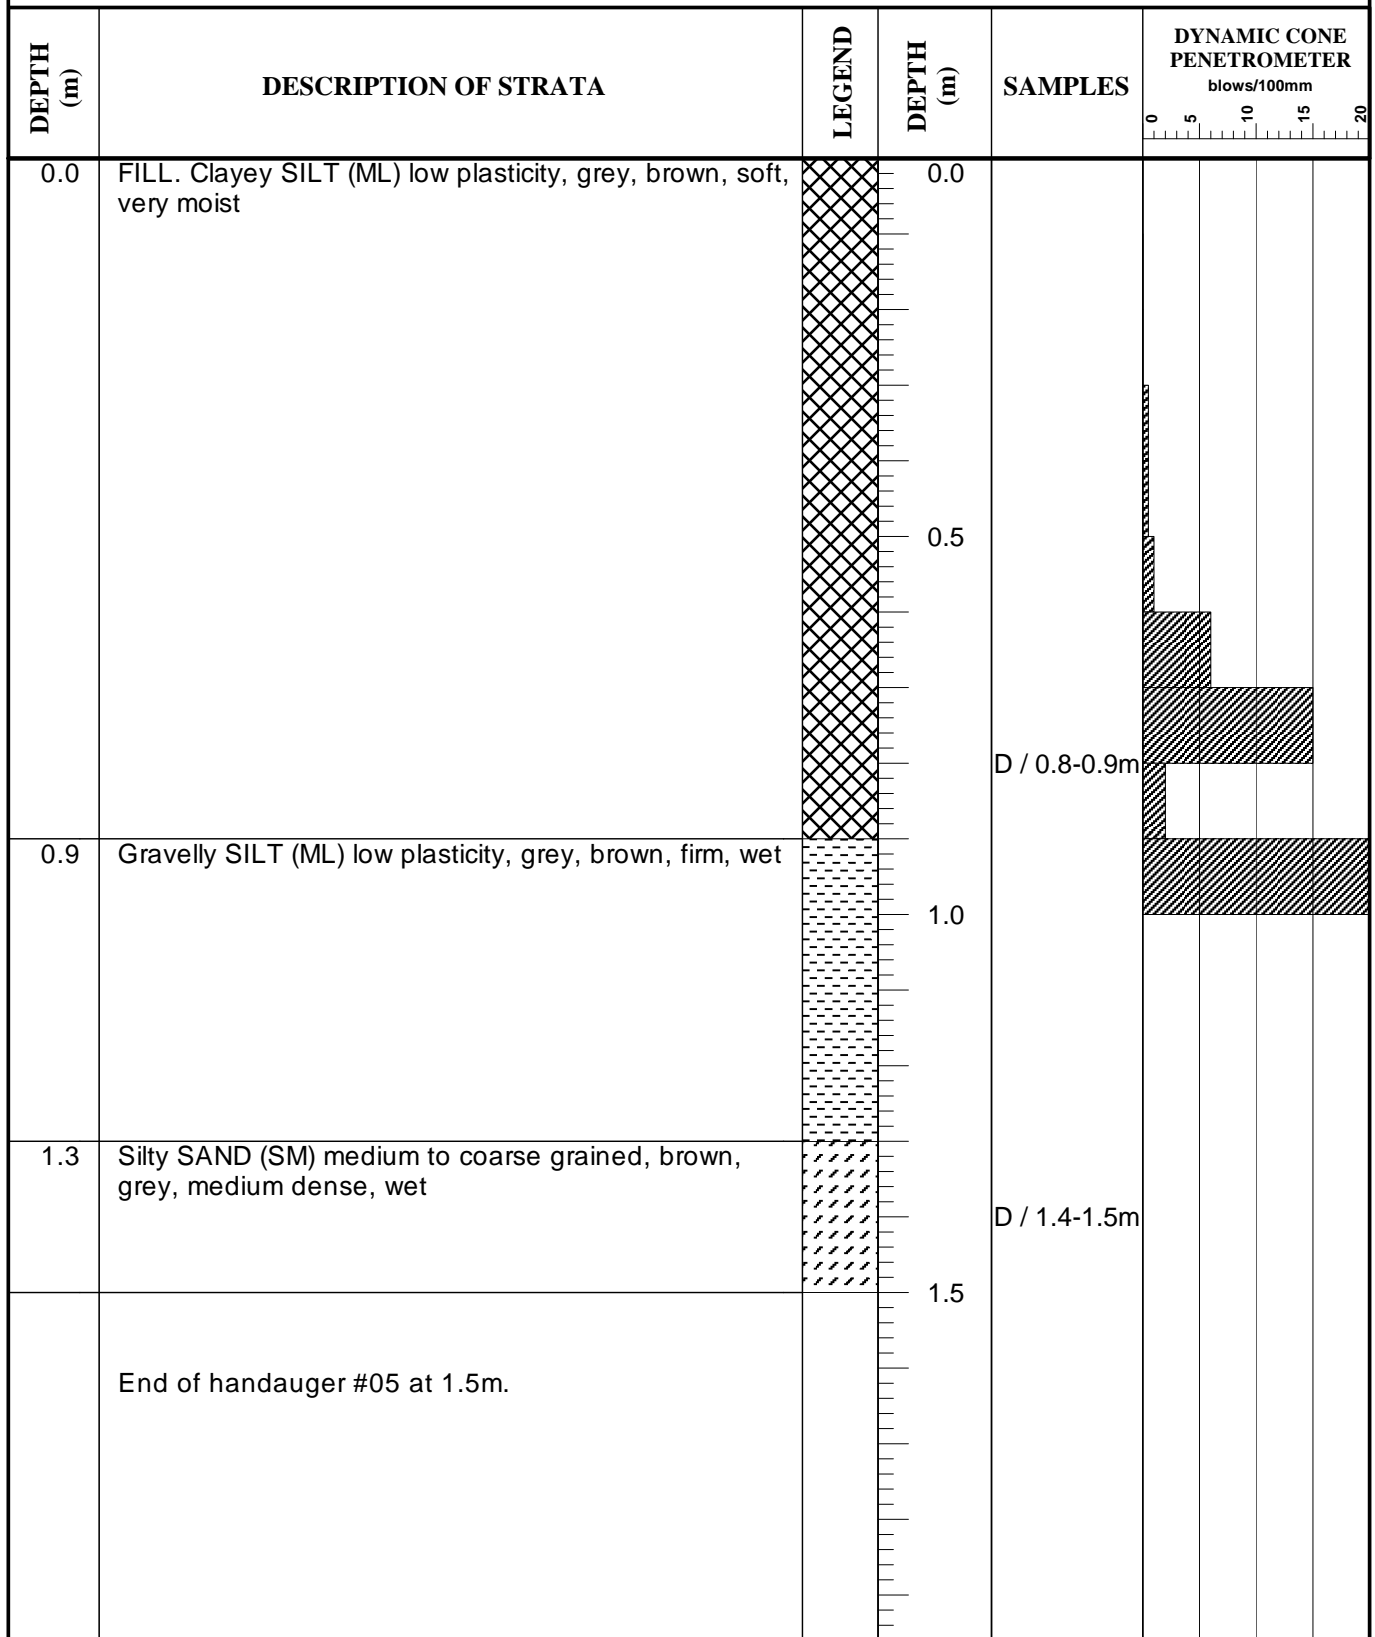 DEPTH
(m)
DESCRIPTION OF STRATA
LEGEND
DEPTH
(m)
SAMPLES
DYNAMIC CONE
PENETROMETER
blows/100mm
0 5 10 15 20
0.0 FILL. Clayey SILT (ML) low plasticity, grey, brown, soft, 0.0
very moist
0.5
D / 0.8-0.9m
0.9 Gravelly SILT (ML) low plasticity, grey, brown, firm, wet
1.0
1.3 Silty SAND (SM) medium to coarse grained, brown,
grey, medium dense, wet
D / 1.4-1.5m
1.5
End of handauger #05 at 1.5m.